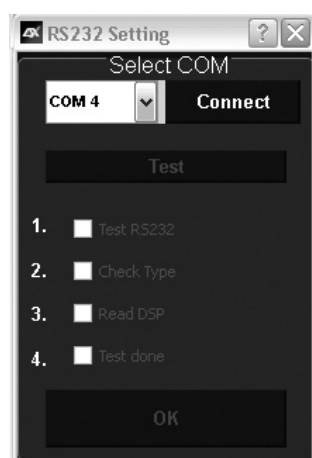 RS232 Setting
Select COM
COM 4 Connect
Test
1. Test RS232
2. Check Type
3. Read DSP
4. Test done
OK